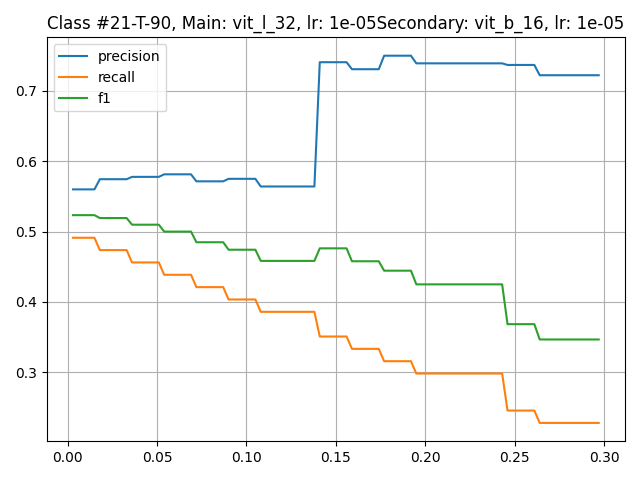 Class #21-T-90, Main: vit_l_32, lr: 1e-05Secondary: vit_b_16, lr: 1e-05
precision
recall
f1
0.7
0.6
0.5
0.4
0.3
0.00 0.05 0.10 0.15 0.20 0.25 0.30